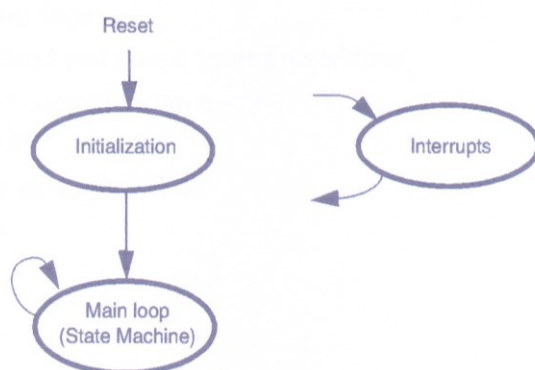 Reset
Initialization
Interrupts
Main loop
(State Machine)